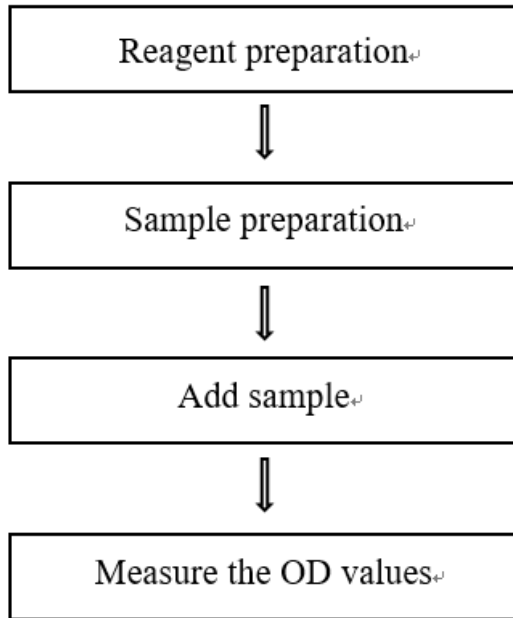 Reagent preparation
Sample preparation
Add sample
Measure the OD values